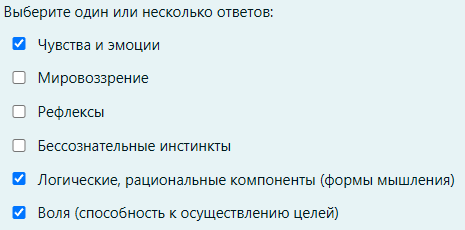 Выберите один или несколько ответов:
Чувства и эмоции
Мировоззрение
Рефлексы
Бессознательные инстинкты
Логические, рациональные компоненты (формы мышления)
Воля (способность к осуществлению целей)